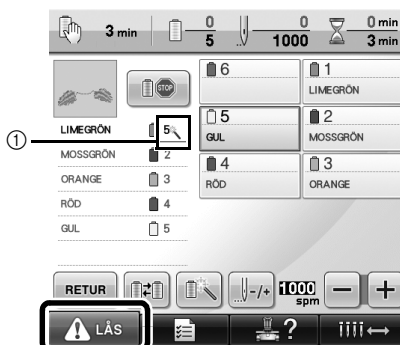 3 min
0
5
0
1000
0 min
3 min
STOP
6
1
LIMEGRÖN
5
GUL
2
MOSSGRÖN
4
RÖD
3
ORANGE
①
LIMEGRÖN 5
MOSSGRÖN 2
ORANGE 3
RÖD 4
GUL 5
RETUR
-/+
1000
spm
− +
LÅS
?